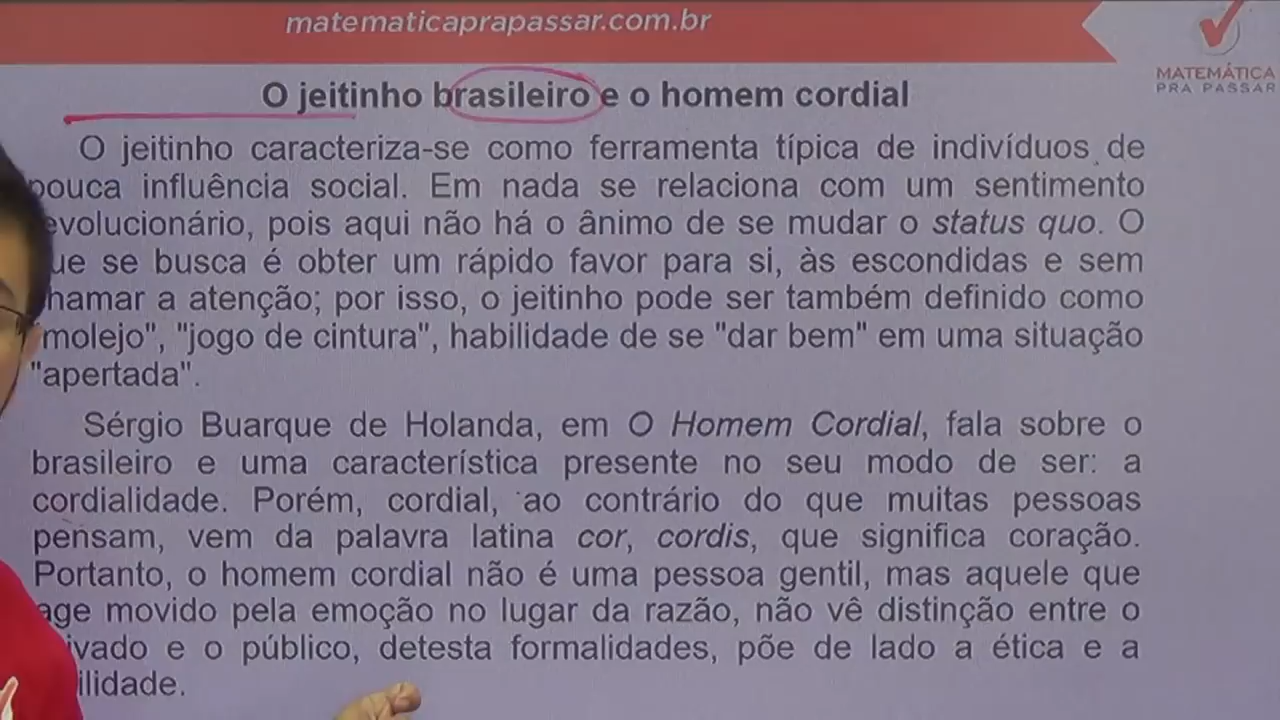 matematicaprapassar.com.br
MATEMÁTICA
PRA PASSAR
O jeitinho brasileiro e o homem cordial
O jeitinho caracteriza-se como ferramenta típica de indivíduos de
pouca influência social. Em nada se relaciona com um sentimento
evolucionário, pois aqui não há o ânimo de se mudar o status quo. O
ue se busca é obter um rápido favor para si, às escondidas e sem
hamar a atenção; por isso, o jeitinho pode ser também definido como
molejo", "jogo de cintura", habilidade de se "dar bem" em uma situação
"apertada".
Sérgio Buarque de Holanda, em O Homem Cordial, fala sobre o
brasileiro e uma característica presente no seu modo de ser: a
cordialidade. Porém, cordial, ao contrário do que muitas pessoas
pensam, vem da palavra latina cor, cordis, que significa coração.
Portanto, o homem cordial não é uma pessoa gentil, mas aquele que
age movido pela emoção no lugar da razão, não vê distinção entre o
ivado e o público, detesta formalidades, põe de lado a ética e a
ilidade.